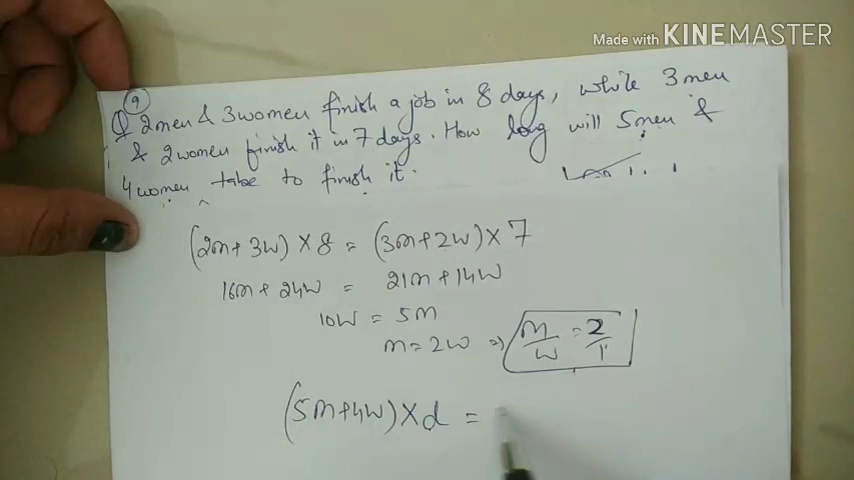 Made with KINEMASTER
9
Q 2men & 3women finish a job in 8 days, while 3men
& 2women finish it in 7 days. How long will 5men &
4women take to finish it.
(2m+3w)×8 = (3m+2w)×7
16m+24w = 21m+14w
10w = 5m
m=2w => m/w = 2/1
(5m+4w)×d =